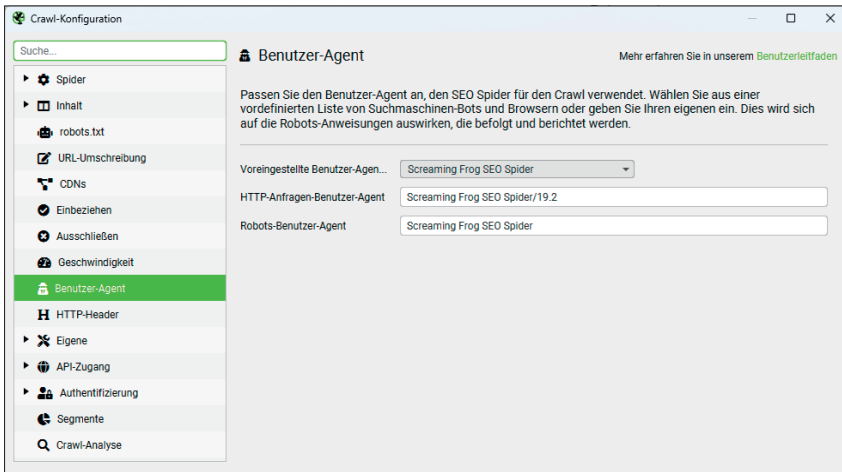 Crawl-Konfiguration
Suche...
Spider
Inhalt
robots.txt
URL-Umschreibung
CDNs
Einbeziehen
Ausschließen
Geschwindigkeit
Benutzer-Agent
HTTP-Header
Eigene
API-Zugang
Authentifizierung
Segmente
Crawl-Analyse
Benutzer-Agent
Mehr erfahren Sie in unserem Benutzerleitfaden
Passen Sie den Benutzer-Agent an, den SEO Spider für den Crawl verwendet. Wählen Sie aus einer
vordefinierten Liste von Suchmaschinen-Bots und Browsern oder geben Sie Ihren eigenen ein. Dies wird sich
auf die Robots-Anweisungen auswirken, die befolgt und berichtet werden.
Voreingestellte Benutzer-Agen... Screaming Frog SEO Spider
HTTP-Anfragen-Benutzer-Agent Screaming Frog SEO Spider/19.2
Robots-Benutzer-Agent Screaming Frog SEO Spider